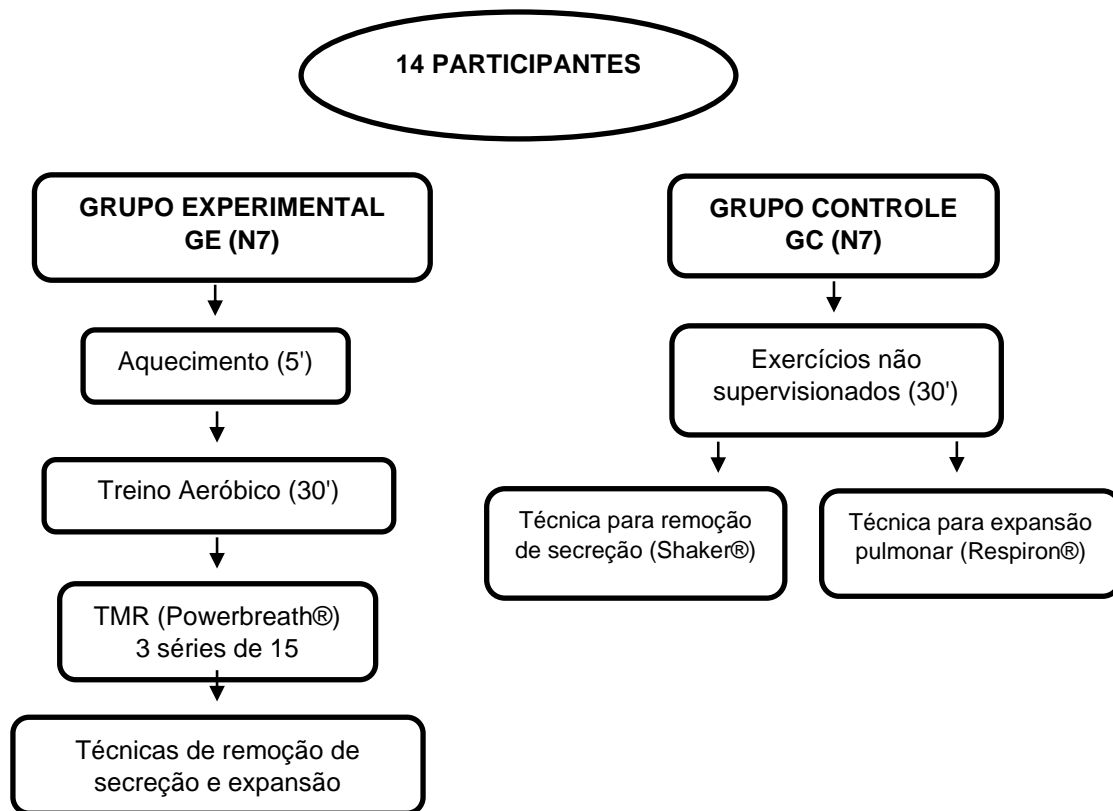 14 PARTICIPANTES
GRUPO EXPERIMENTAL
GE (N7)
Aquecimento (5')
Treino Aeróbico (30')
TMR (Powerbreath®)
3 séries de 15
Técnicas de remoção de
secreção e expansão
GRUPO CONTROLE
GC (N7)
Exercícios não
supervisionados (30')
Técnica para remoção
de secreção (Shaker®)
Técnica para expansão
pulmonar (Respiron®)